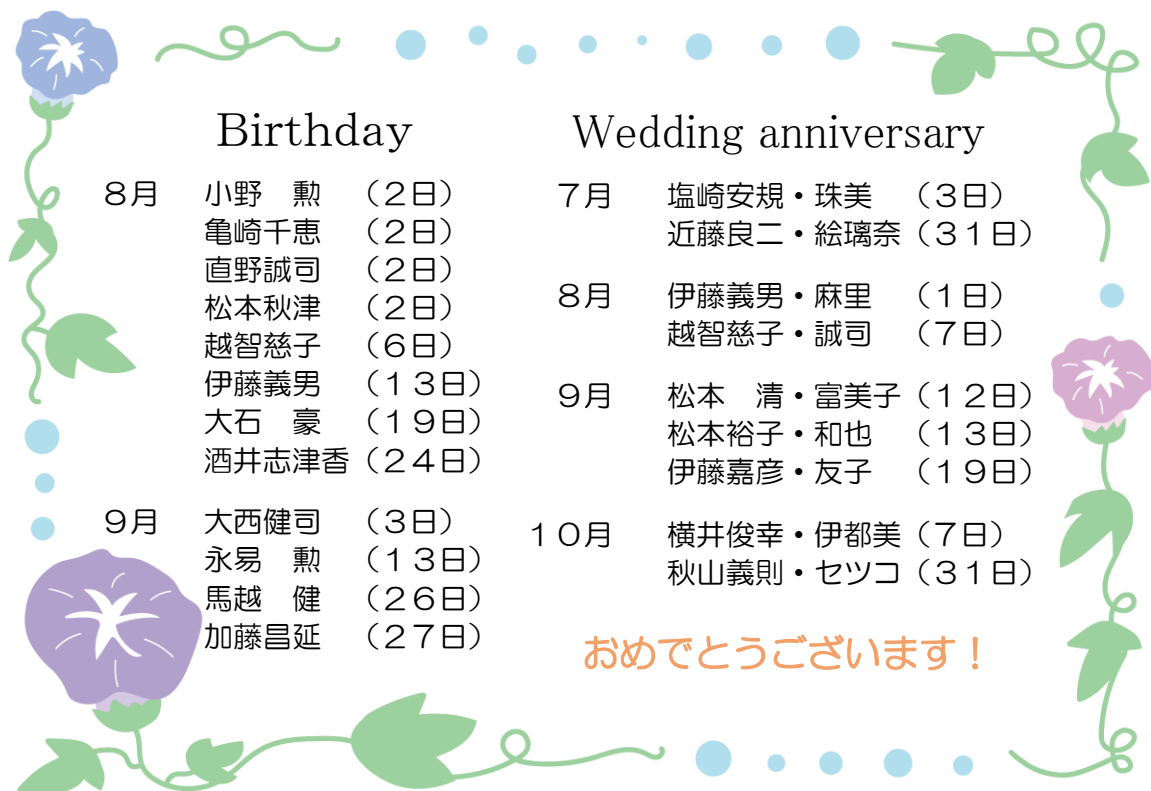 Birthday
８月　小野　勲　（２日）
亀崎千恵　（２日）
直野誠司　（２日）
松本秋津　（２日）
越智慈子　（６日）
伊藤義男　（１３日）
大石　豪　（１９日）
酒井志津香（２４日）
９月　大西健司　（３日）
永易　勲　（１３日）
馬越　健　（２６日）
加藤昌延　（２７日）
Wedding anniversary
７月　塩崎安規・珠美　（３日）
近藤良二・絵璃奈（３１日）
８月　伊藤義男・麻里　（１日）
越智慈子・誠司　（７日）
９月　松本　清・富美子（１２日）
松本裕子・和也　（１３日）
伊藤嘉彦・友子　（１９日）
１０月　横井俊幸・伊都美（７日）
秋山義則・セツコ（３１日）
おめでとうございます！